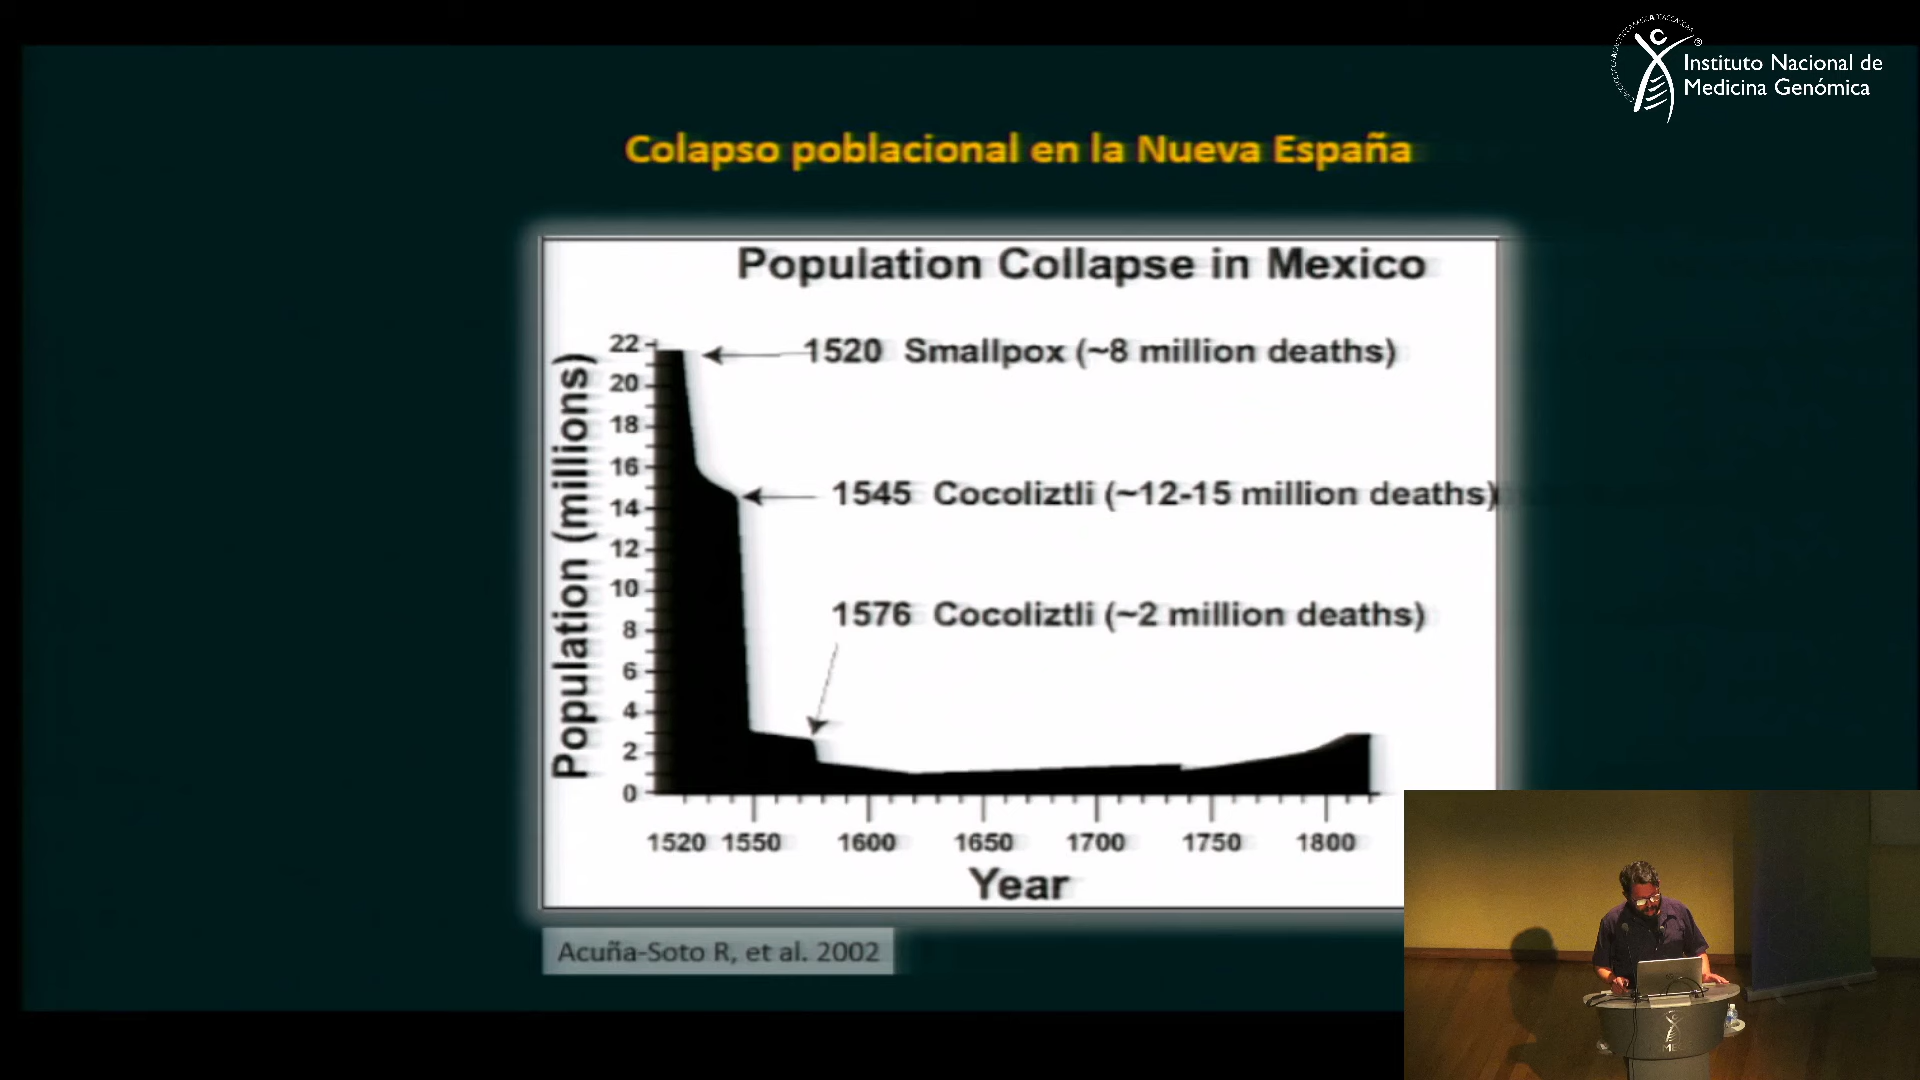 Instituto Nacional de
Medicina Genómica
®
Colapso poblacional en la Nueva España
Population Collapse in Mexico
1520 Smallpox (~8 million deaths)
1545 Cocoliztli (~12-15 million deaths)
1576 Cocoliztli (~2 million deaths)
Population (millions)
22
20
18
16
14
12
10
8
6
4
2
0
1520 1550 1600 1650 1700 1750 1800
Year
Acuña-Soto R, et al. 2002